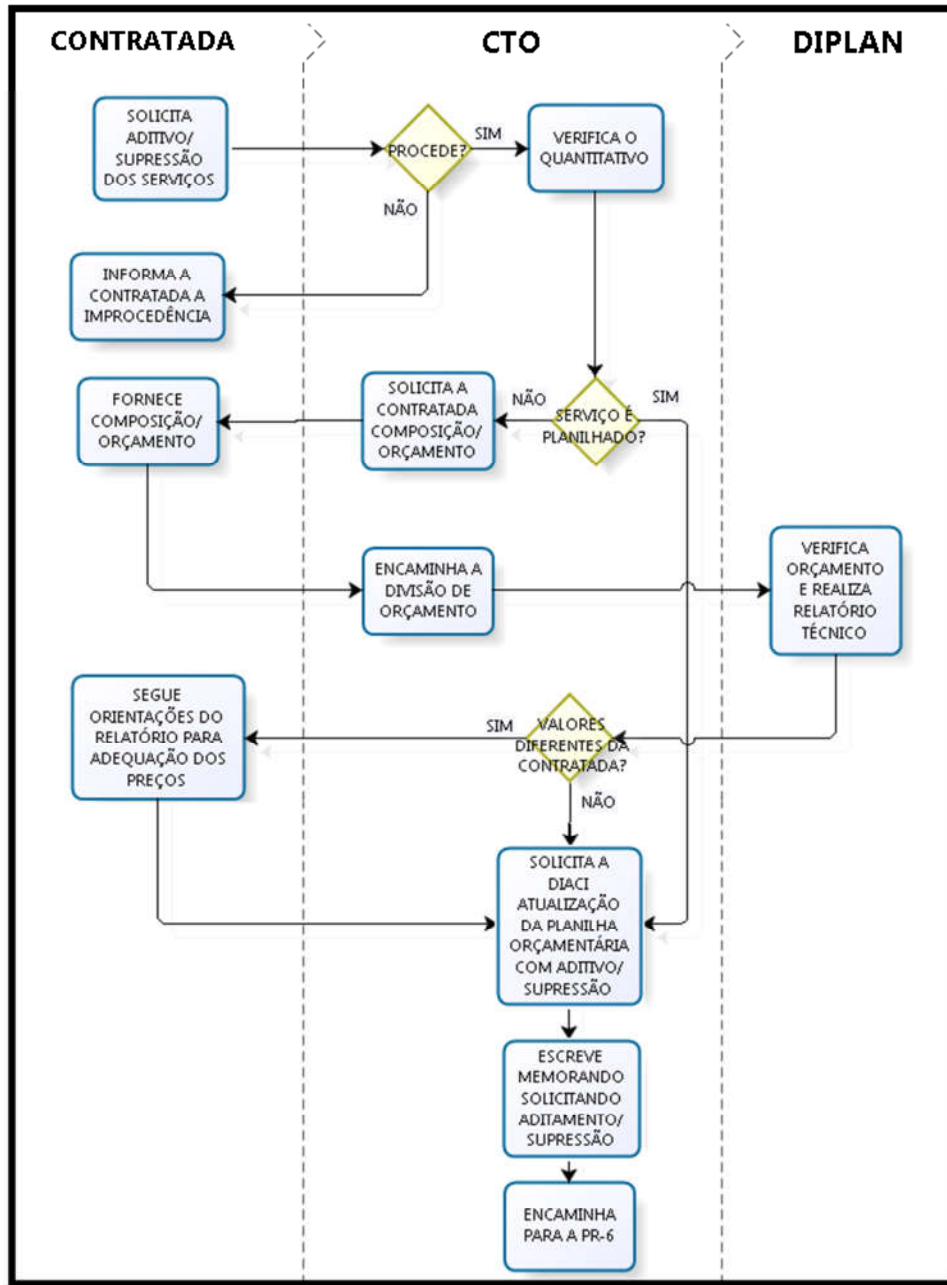 CONTRATADA
CTO
DIPLAN
SOLICITA
ADITIVO/
SUPRESSÃO
DOS SERVIÇOS
PROCEDE?
SIM
VERIFICA O
QUANTITATIVO
NÃO
INFORMA A
CONTRATADA A
IMPROCEDÊNCIA
FORNECE
COMPOSIÇÃO/
ORÇAMENTO
SOLICITA A
CONTRATADA
COMPOSIÇÃO/
ORÇAMENTO
NÃO
SERVIÇO É
PLANILHADO?
SIM
ENCAMINHA A
DIVISÃO DE
ORÇAMENTO
VERIFICA
ORÇAMENTO
E REALIZA
RELATÓRIO
TÉCNICO
SEGUE
ORIENTAÇÕES DO
RELATÓRIO PARA
ADEQUAÇÃO DOS
PREÇOS
SIM
VALORES
DIFERENTES DA
CONTRATADA?
NÃO
SOLICITA A
DIACI
ATUALIZAÇÃO
DA PLANILHA
ORÇAMENTÁRIA
COM ADITIVO/
SUPRESSÃO
ESCREVE
MEMORANDO
SOLICITANDO
ADITAMENTO/
SUPRESSÃO
ENCAMINHA
PARA A PR-6